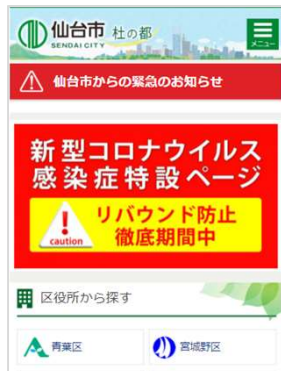 仙台市 杜の都
SENDAI CITY
メニュー
仙台市からの緊急のお知らせ
新型コロナウイルス
感染症特設ページ
リバウンド防止
徹底期間中
caution
区役所から探す
青葉区
宮城野区